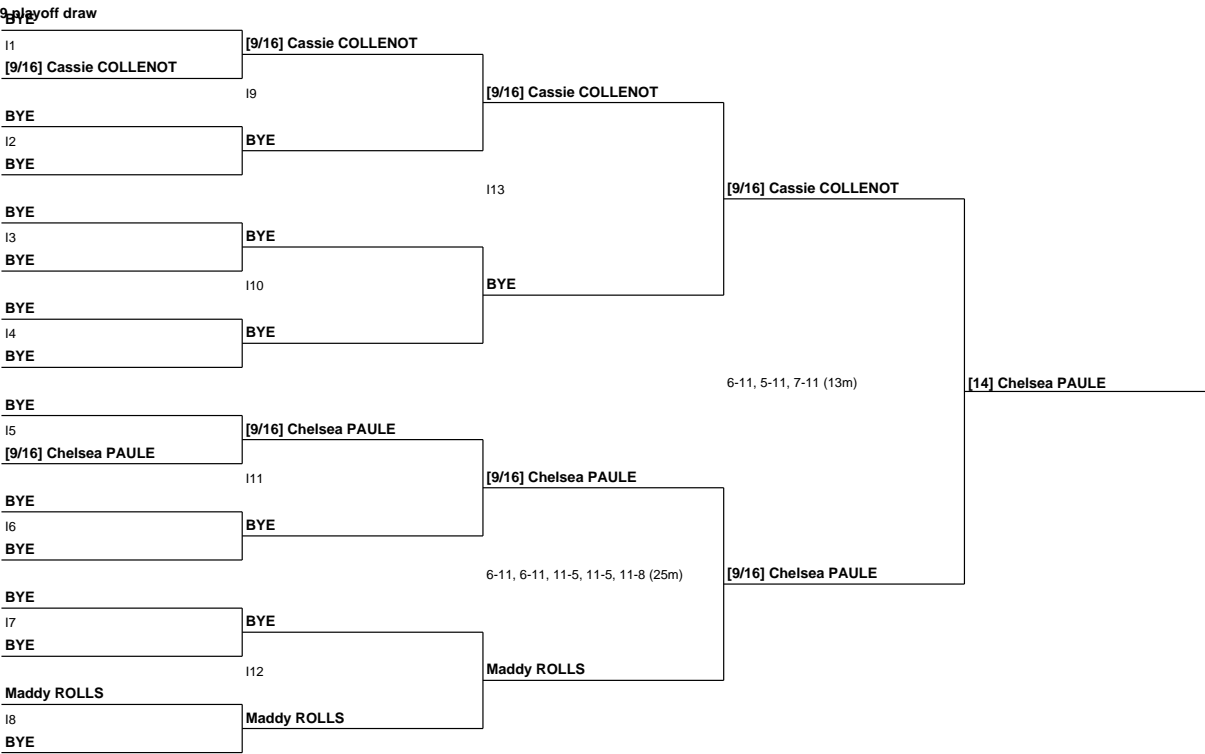 9 playoff draw
BYE
I1
[9/16] Cassie COLLENOT
BYE
I2
BYE
BYE
I3
BYE
BYE
I4
BYE
BYE
I5
[9/16] Chelsea PAULE
BYE
I6
BYE
BYE
I7
BYE
Maddy ROLLS
I8
BYE
[9/16] Cassie COLLENOT
I9
BYE
BYE
I10
BYE
[9/16] Chelsea PAULE
I11
BYE
BYE
I12
Maddy ROLLS
[9/16] Cassie COLLENOT
I13
BYE
[9/16] Chelsea PAULE
6-11, 6-11, 11-5, 11-5, 11-8 (25m)
Maddy ROLLS
[9/16] Cassie COLLENOT
6-11, 5-11, 7-11 (13m)
[9/16] Chelsea PAULE
[14] Chelsea PAULE